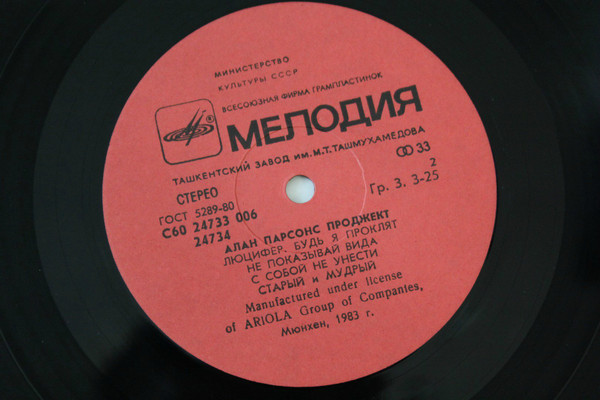 МИНИСТЕРСТВО
КУЛЬТУРЫ СССР
ВСЕСОЮЗНАЯ ФИРМА ГРАМПЛАСТИНОК
МЕЛОДИЯ
ТАШКЕНТСКИЙ ЗАВОД ИМ. М.Т. ТАШМУХАМЕДОВА
СТЕРЕО 33
ГОСТ 5289-80 2
С60 24733 006 Гр. 3. 3-25
24734
АЛАН ПАРСОНС ПРОДЖЕКТ
ЛЮЦИФЕР. БУДЬ Я ПРОКЛЯТ
НЕ ПОКАЗЫВАЙ ВИДА
С СОБОЙ НЕ УНЕСТИ
СТАРЫЙ и МУДРЫЙ
Manufactured under license
of ARIOLA Group of Companies,
Мюнхен, 1983 г.